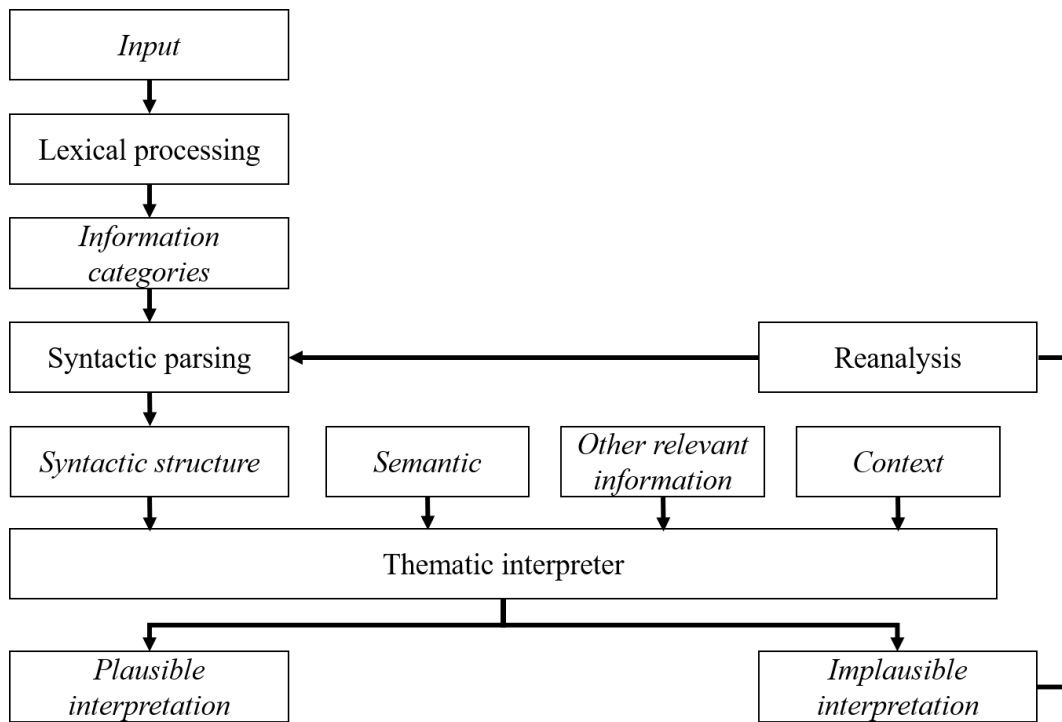 Input
Lexical processing
Information
categories
Syntactic parsing
Reanalysis
Syntactic structure
Semantic
Other relevant
information
Context
Thematic interpreter
Plausible
interpretation
Implausible
interpretation